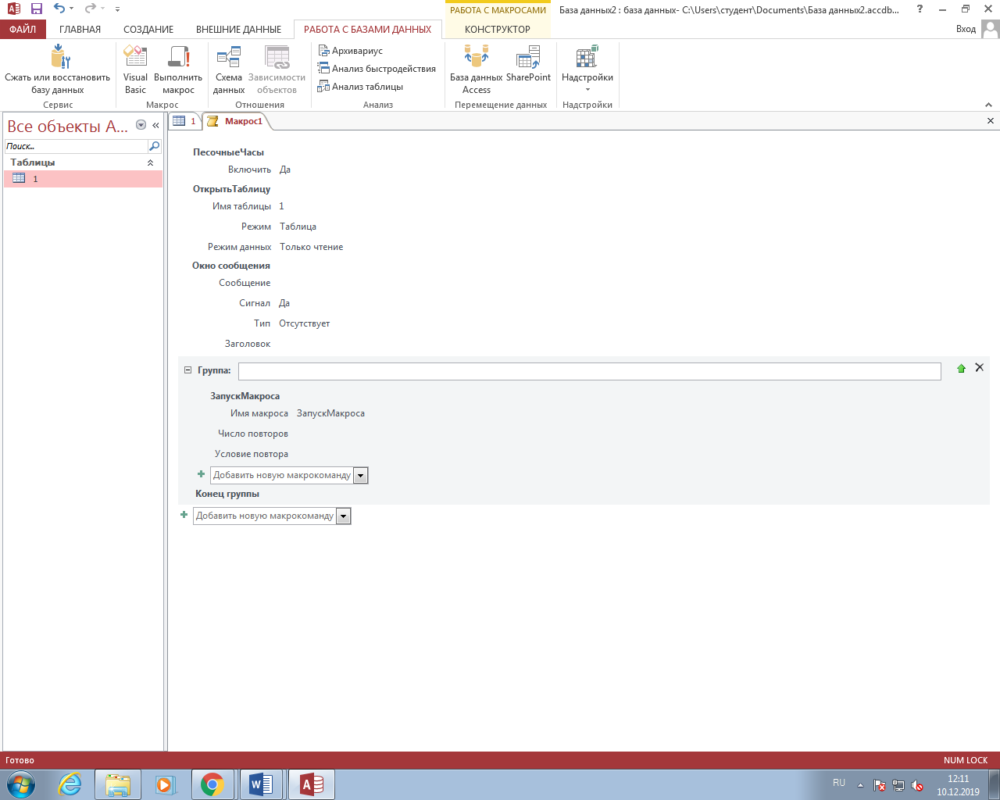 РАБОТА С МАКРОСАМИ
База данных2 : база данных- C:\Users\студент\Documents\База данных2.accdb...
ФАЙЛ
ГЛАВНАЯ
СОЗДАНИЕ
ВНЕШНИЕ ДАННЫЕ
РАБОТА С БАЗАМИ ДАННЫХ
КОНСТРУКТОР
Вход
Сжать или восстановить
базу данных
Visual
Basic
Выполнить
макрос
Схема
данных
Зависимости
объектов
Архивариус
Анализ быстродействия
Анализ таблицы
База данных
Access
SharePoint
Надстройки
Сервис
Макрос
Отношения
Анализ
Перемещение данных
Надстройки
Все объекты A...
Поиск...
Таблицы
1
1
Макрос1
ПесочныеЧасы
Включить Да
ОткрытьТаблицу
Имя таблицы 1
Режим Таблица
Режим данных Только чтение
Окно сообщения
Сообщение
Сигнал Да
Тип Отсутствует
Заголовок
Группа:
ЗапускМакроса
Имя макроса ЗапускМакроса
Число повторов
Условие повтора
Добавить новую макрокоманду
Конец группы
Добавить новую макрокоманду
Готово
NUM LOCK
RU
12:11
10.12.2019